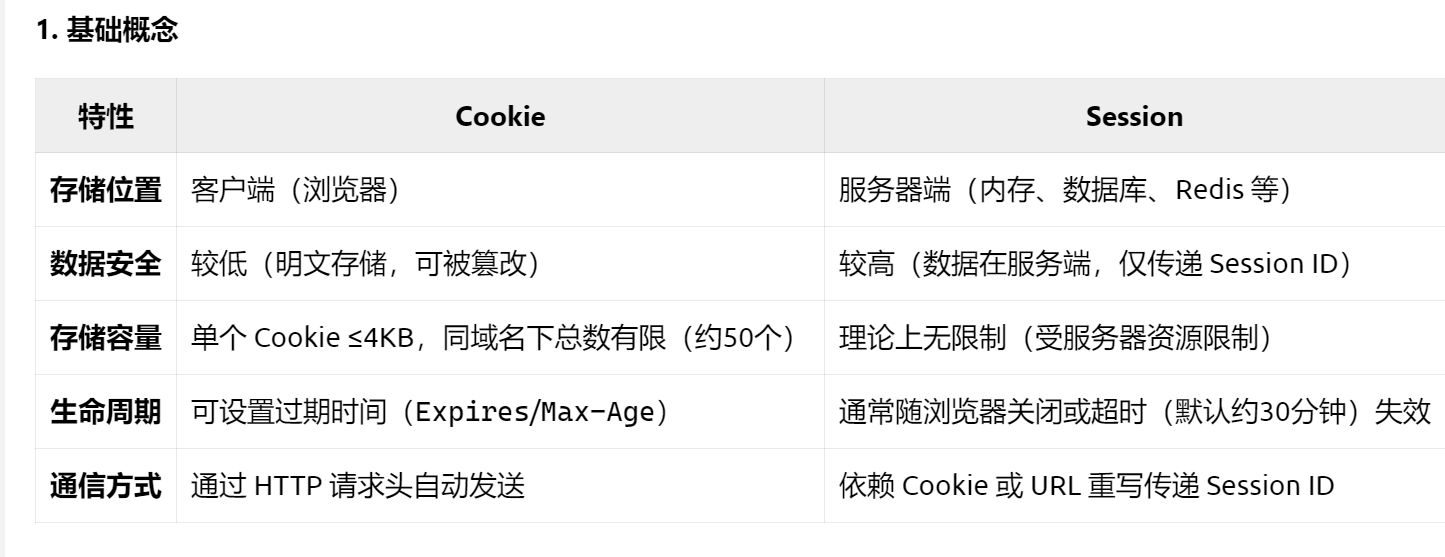 1. 基础概念
特性 Cookie Session
存储位置 客户端（浏览器） 服务器端（内存、数据库、Redis 等）
数据安全 较低（明文存储，可被篡改） 较高（数据在服务端，仅传递 Session ID）
存储容量 单个 Cookie ≤4KB，同域名下总数有限（约50个） 理论上无限制（受服务器资源限制）
生命周期 可设置过期时间（Expires/Max-Age） 通常随浏览器关闭或超时（默认约30分钟）失效
通信方式 通过 HTTP 请求头自动发送 依赖 Cookie 或 URL 重写传递 Session ID